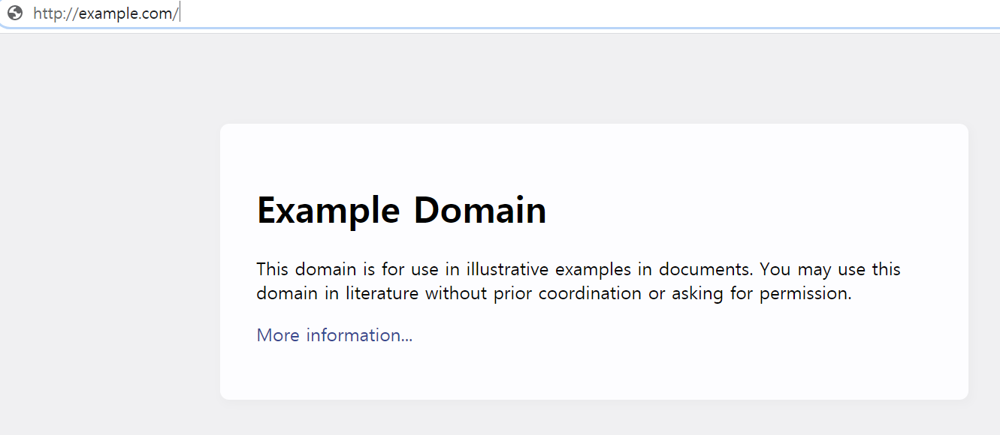 http://example.com/
Example Domain
This domain is for use in illustrative examples in documents. You may use this
domain in literature without prior coordination or asking for permission.
More information...